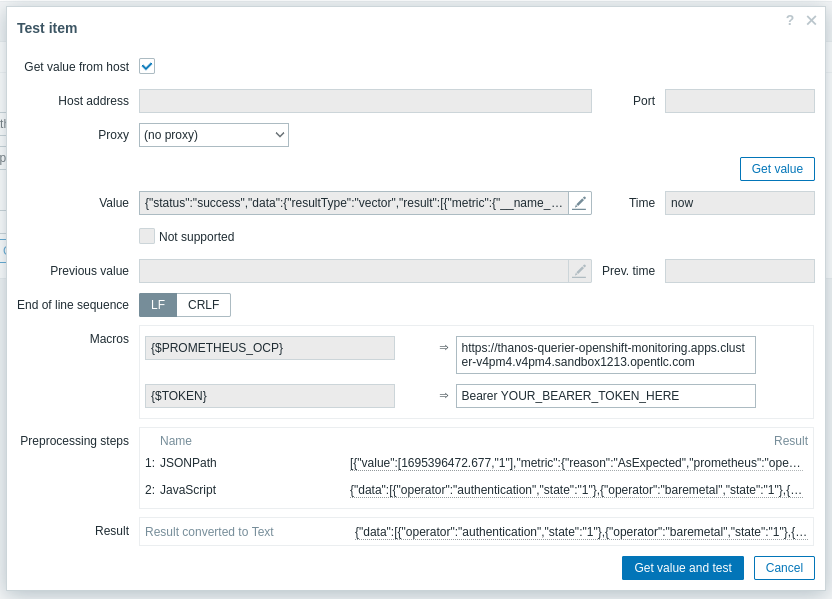 Test item
?
Get value from host
Host address
Port
Proxy (no proxy)
Get value
Value {"status":"success","data":{"resultType":"vector","result":[{"metric":{"__name_... Time now
Not supported
Previous value Prev. time
End of line sequence LF CRLF
Macros {$PROMETHEUS_OCP} ⇒ https://thanos-querier-openshift-monitoring.apps.clust
er-v4pm4.v4pm4.sandbox1213.opentlc.com
{$TOKEN} ⇒ Bearer YOUR_BEARER_TOKEN_HERE
Preprocessing steps Name Result
1: JSONPath [{"value":[1695396472.677,"1"],"metric":{"reason":"AsExpected","prometheus":"ope...
2: JavaScript {"data":[{"operator":"authentication","state":"1"},{"operator":"baremetal","state":"1"},{...
Result Result converted to Text {"data":[{"operator":"authentication","state":"1"},{"operator":"baremetal","state":"1"},{...
Get value and test Cancel